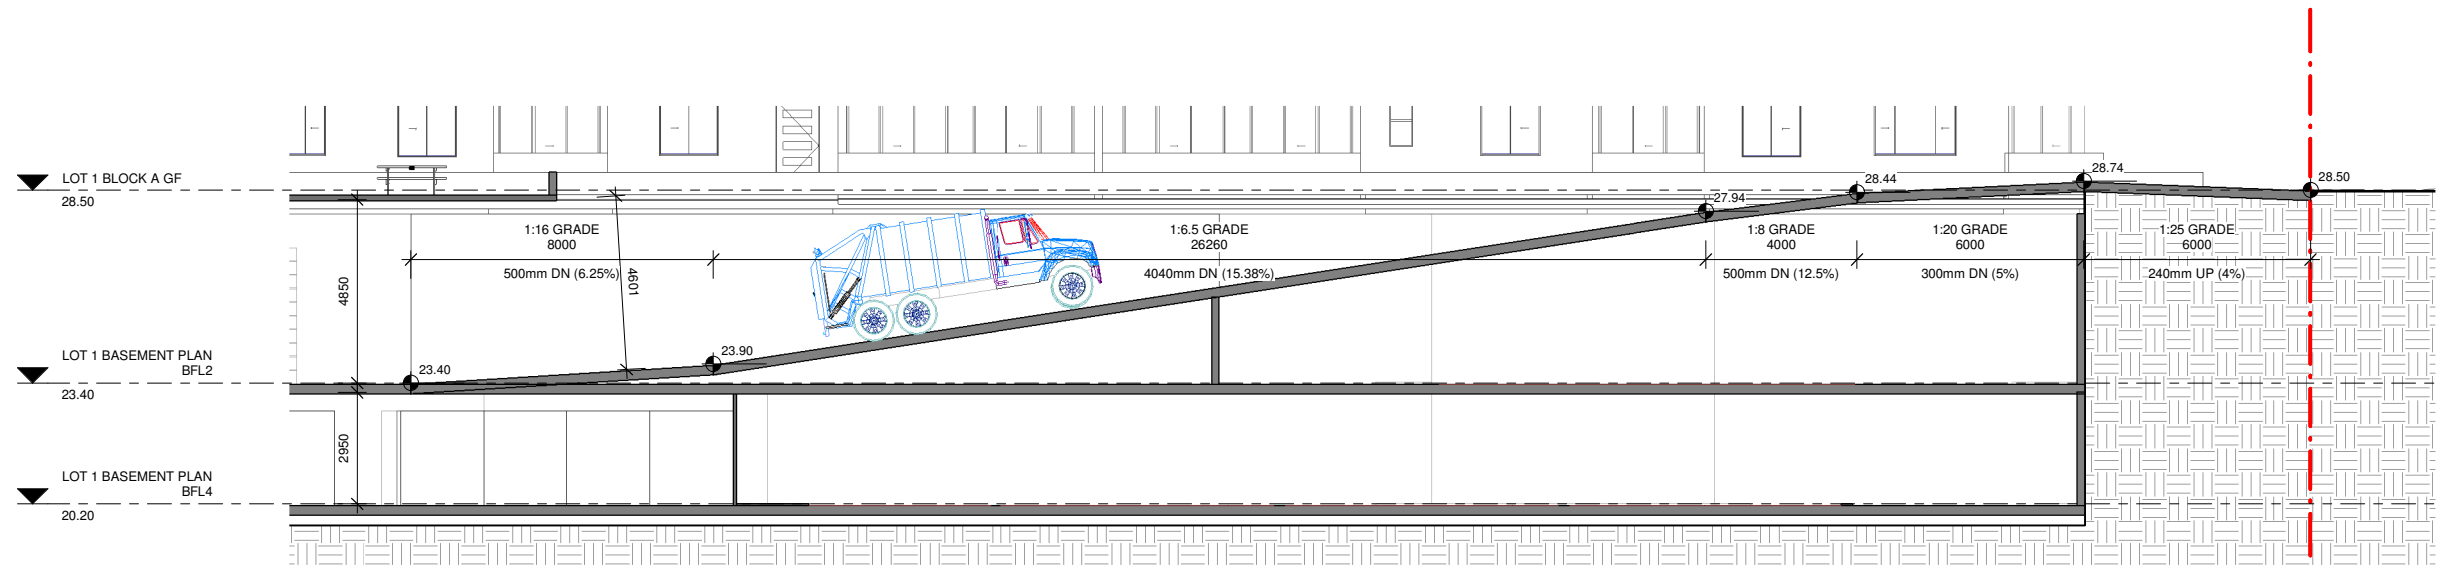 LOT 1 BLOCK A GF
28.50
LOT 1 BASEMENT PLAN
BFL2
23.40
LOT 1 BASEMENT PLAN
BFL4
20.20
4850
2950
4601
23.40
23.90
27.94
28.44
28.74
28.50
1:16 GRADE
8000
500mm DN (6.25%)
1:6.5 GRADE
26260
4040mm DN (15.38%)
1:8 GRADE
4000
500mm DN (12.5%)
1:20 GRADE
6000
300mm DN (5%)
1:25 GRADE
6000
240mm UP (4%)